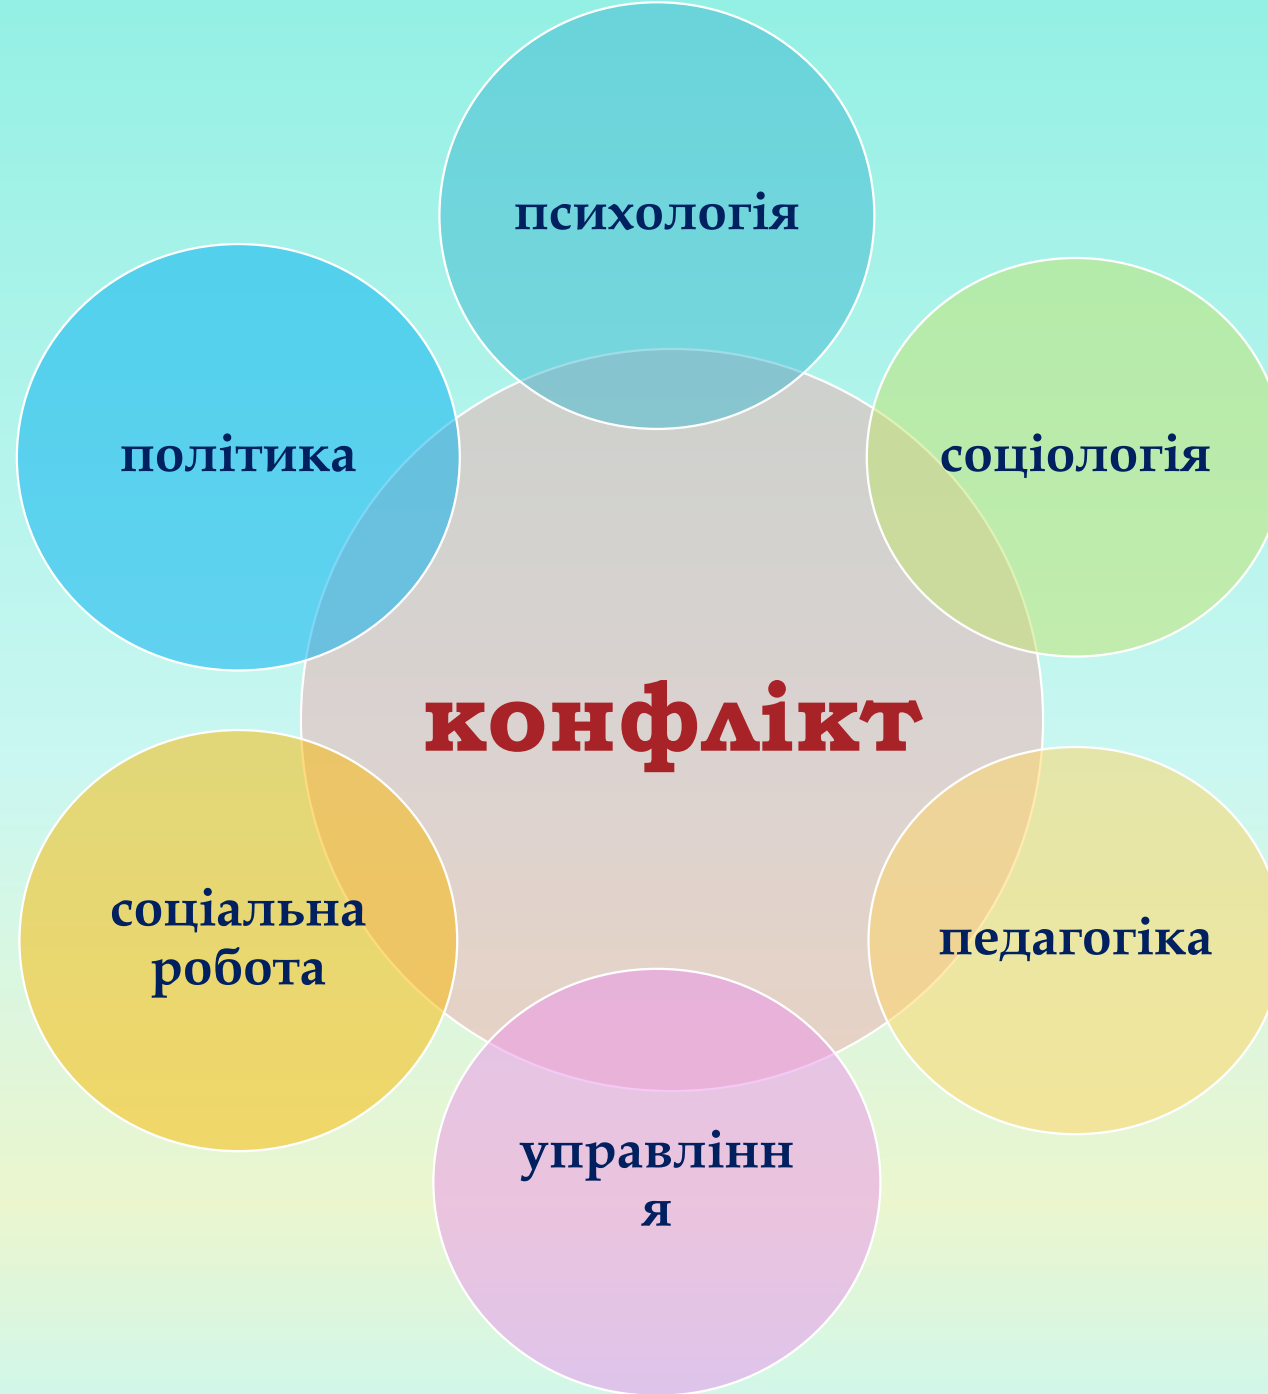 психологія
політика
соціологія
конфлікт
соціальна
робота
педагогіка
управлінн
я